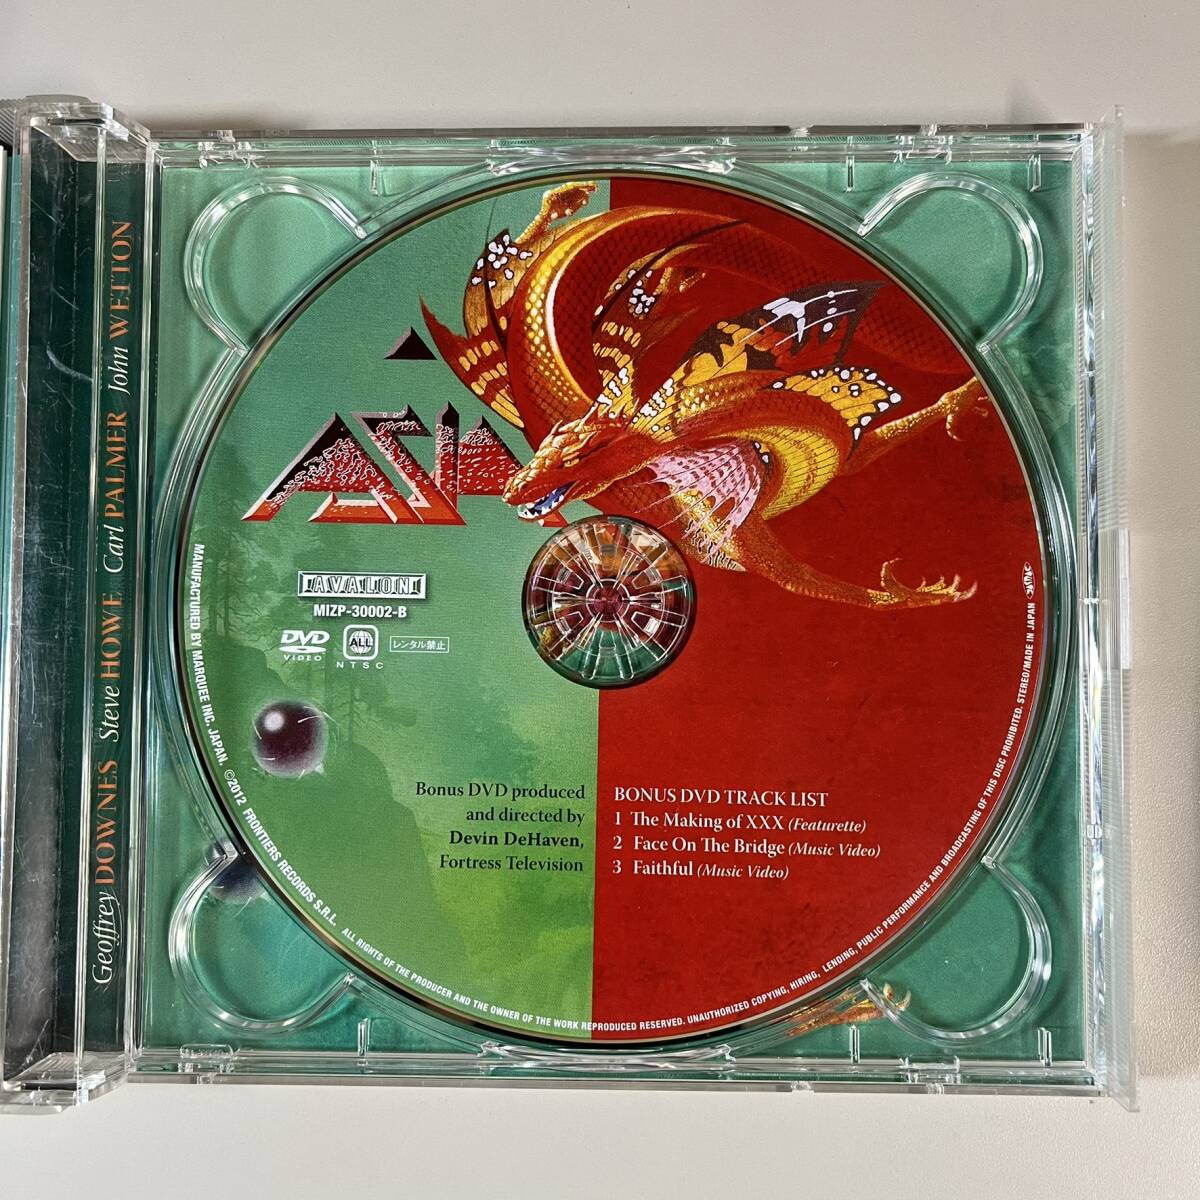 Geoffrey DOWNES Steve HOWE Carl PALMER John WETTON
ASIA
AVALON
MIZP-30002-B
DVD
VIDEO
ALL
NTSC
レンタル禁止
Bonus DVD produced
and directed by
Devin DeHaven,
Fortress Television
BONUS DVD TRACK LIST
1 The Making of XXX (Featurette)
2 Face On The Bridge (Music Video)
3 Faithful (Music Video)
MANUFACTURED BY MARQUEE INC, JAPAN. ©2012 FRONTIERS RECORDS S.R.L. ALL RIGHTS OF THE PRODUCER AND THE OWNER OF THE WORK REPRODUCED RESERVED. UNAUTHORIZED COPYING, HIRING, LENDING, PUBLIC PERFORMANCE AND BROADCASTING OF THIS DISC PROHIBITED. STEREO/MADE IN JAPAN
JASRAC